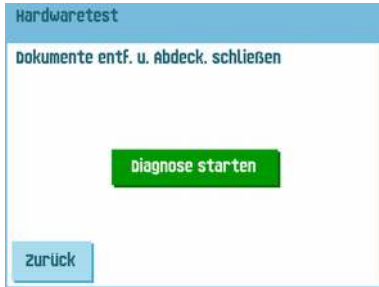 Hardwaretest
Dokumente entf. u. Abdeck. schließen
Diagnose starten
Zurück